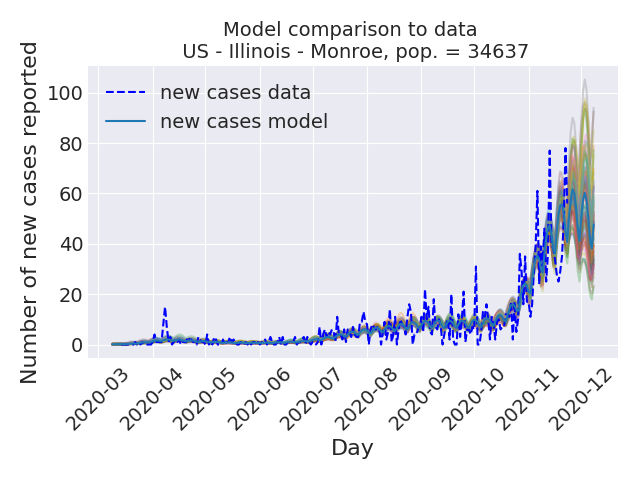 Model comparison to data
US - Illinois - Monroe, pop. = 34637
new cases data
new cases model
Number of new cases reported
100
80
60
40
20
0
2020-03
2020-04
2020-05
2020-06
2020-07
2020-08
2020-09
2020-10
2020-11
2020-12
Day